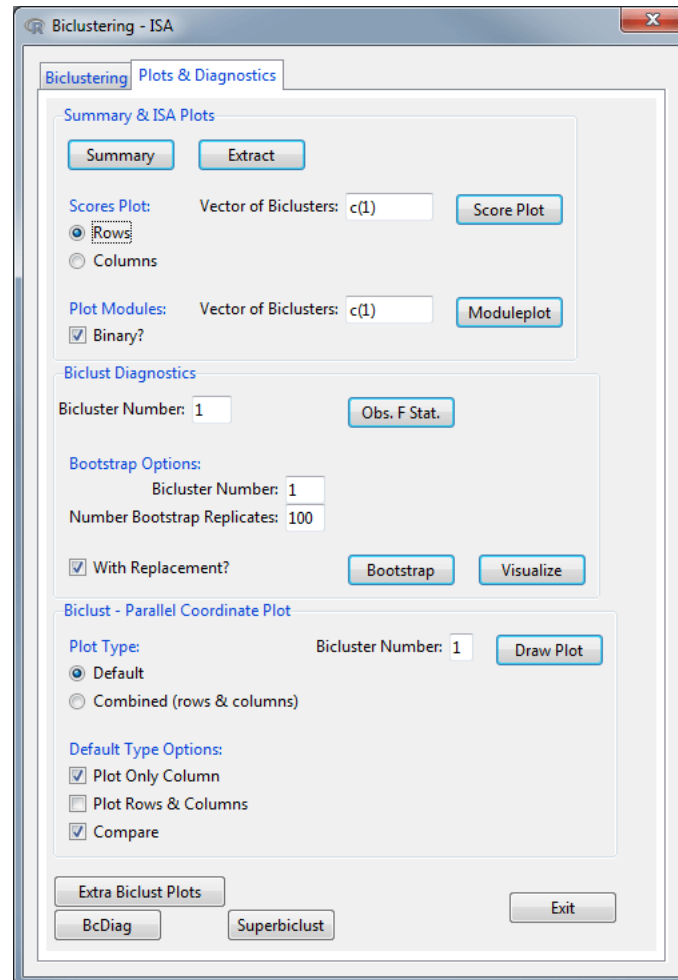 Biclustering - ISA
Biclustering Plots & Diagnostics
Summary & ISA Plots
Summary Extract
Scores Plot: Vector of Biclusters: c(1) Score Plot
Rows
Columns
Plot Modules: Vector of Biclusters: c(1) Moduleplot
Binary?
Biclust Diagnostics
Bicluster Number: 1 Obs. F Stat.
Bootstrap Options:
Bicluster Number: 1
Number Bootstrap Replicates: 100
With Replacement? Bootstrap Visualize
Biclust - Parallel Coordinate Plot
Plot Type: Bicluster Number: 1 Draw Plot
Default
Combined (rows & columns)
Default Type Options:
Plot Only Column
Plot Rows & Columns
Compare
Extra Biclust Plots
Exit
BcDiag Superbiclust